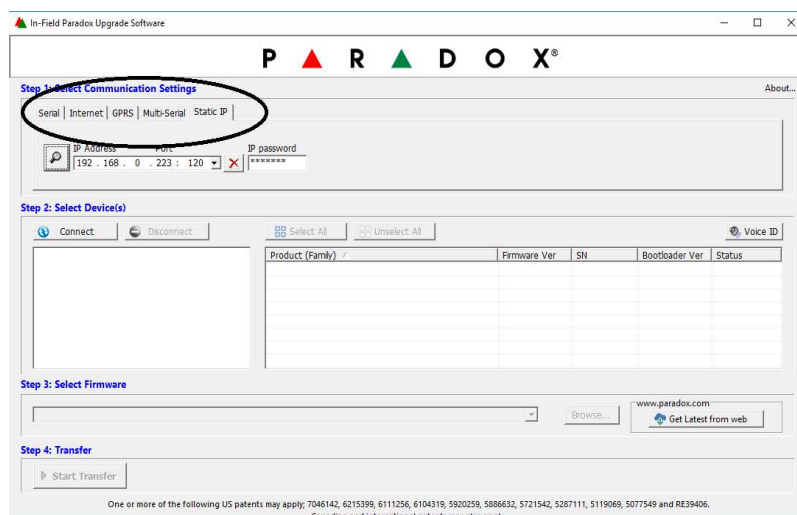 In-Field Paradox Upgrade Software
PARADOX®
Step 1: Select Communication Settings
About...
Serial Internet GPRS Multi-Serial Static IP
IP Address Port IP password
192 . 168 . 0 . 223 : 120 *******
Step 2: Select Device(s)
Connect Disconnect Select All Unselect All Voice ID
Product (Family) Firmware Ver SN Bootloader Ver Status
Step 3: Select Firmware
www.paradox.com
Browse... Get Latest from web
Step 4: Transfer
Start Transfer
One or more of the following US patents may apply; 7046142, 6215399, 6111256, 6104319, 5920259, 5886632, 5721542, 5287111, 5119069, 5077549 and RE39406.